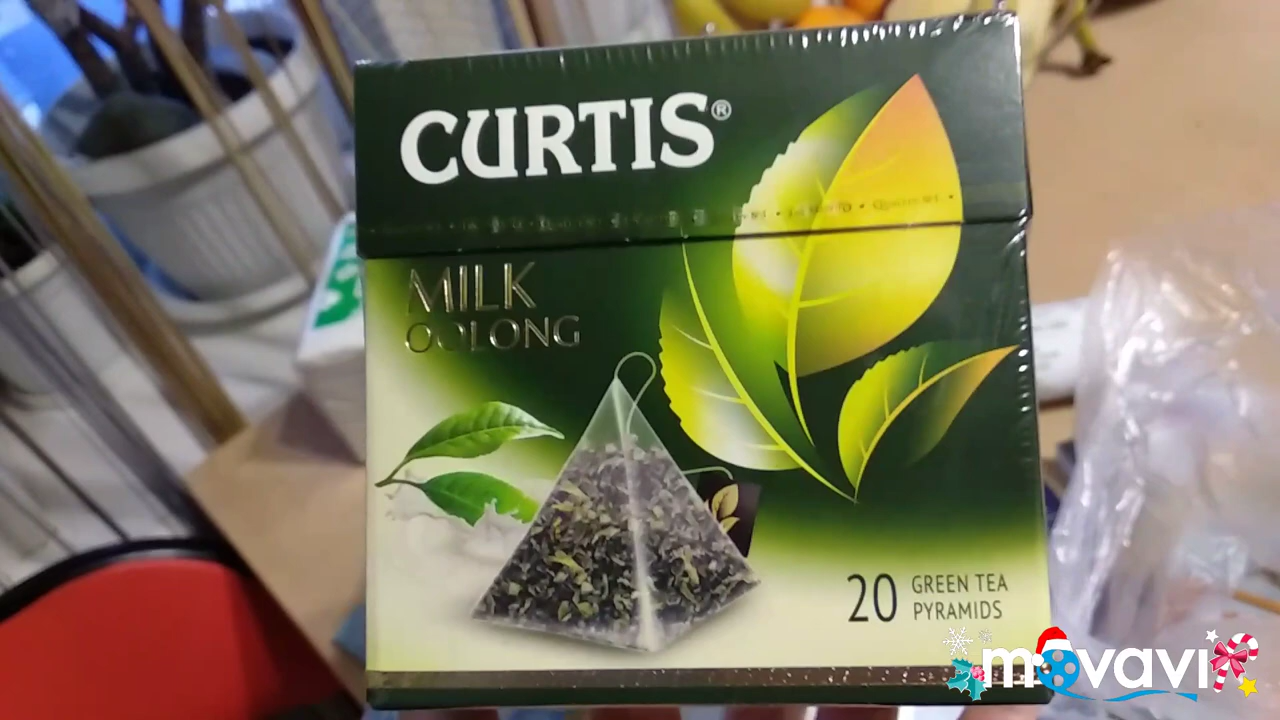 CURTIS®
MILK
OOLONG
20 GREEN TEA
PYRAMIDS
movavi